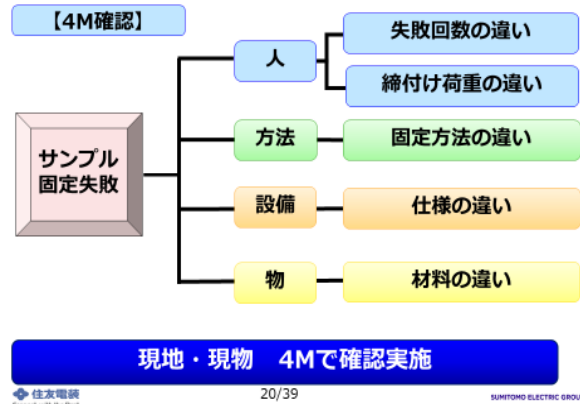 【4M確認】
サンプル
固定失敗
人
失敗回数の違い
締付け荷重の違い
方法
固定方法の違い
設備
仕様の違い
物
材料の違い
現地・現物 4Mで確認実施
住友電装
20/39
SUMITOMO ELECTRIC GROU